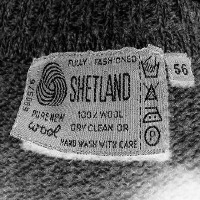 FULLY FASHIONED
SHETLAND
PURE NEW
wool
100% WOOL
DRY CLEAN OR
HAND WASH WITH CARE
56